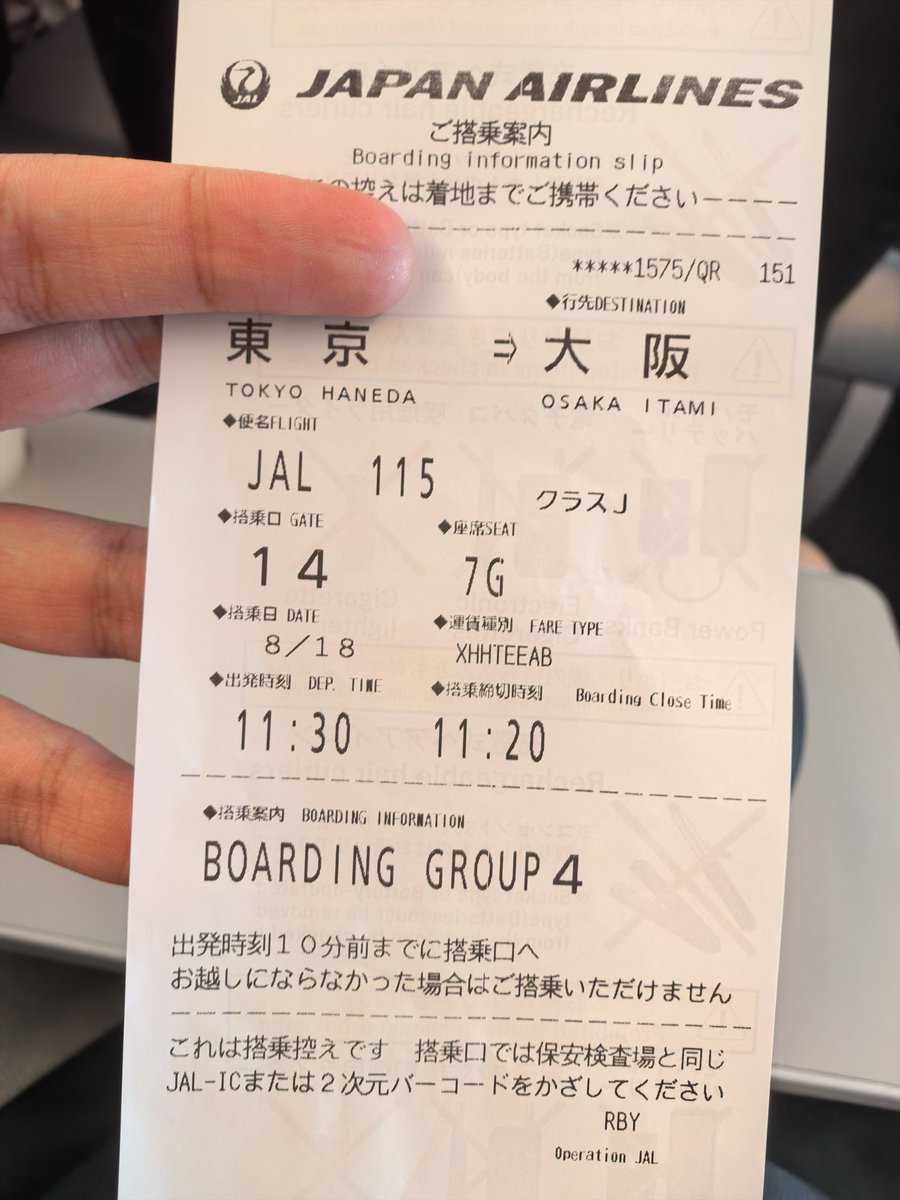 JAL JAPAN AIRLINES
ご搭乗案内
Boarding information slip
の控えは着地までご携帯ください－－－－
*****1575/QR 151
◆行先DESTINATION
東京 ⇒ 大阪
TOKYO HANEDA OSAKA ITAMI
◆便名FLIGHT
JAL 115 クラスJ
◆搭乗口 GATE ◆座席SEAT
14 7G
◆搭乗日 DATE ◆運賃種別 FARE TYPE
8／18 XHHTEEAB
◆出発時刻 DEP. TIME ◆搭乗締切時刻 Boarding Close Time
11:30 11:20
◆搭乗案内 BOARDING INFORMATION
BOARDING GROUP 4
出発時刻１０分前までに搭乗口へ
お越しにならなかった場合はご搭乗いただけません
これは搭乗控えです　搭乗口では保安検査場と同じ
JAL-ICまたは２次元バーコードをかざしてください
RBY
Operation JAL